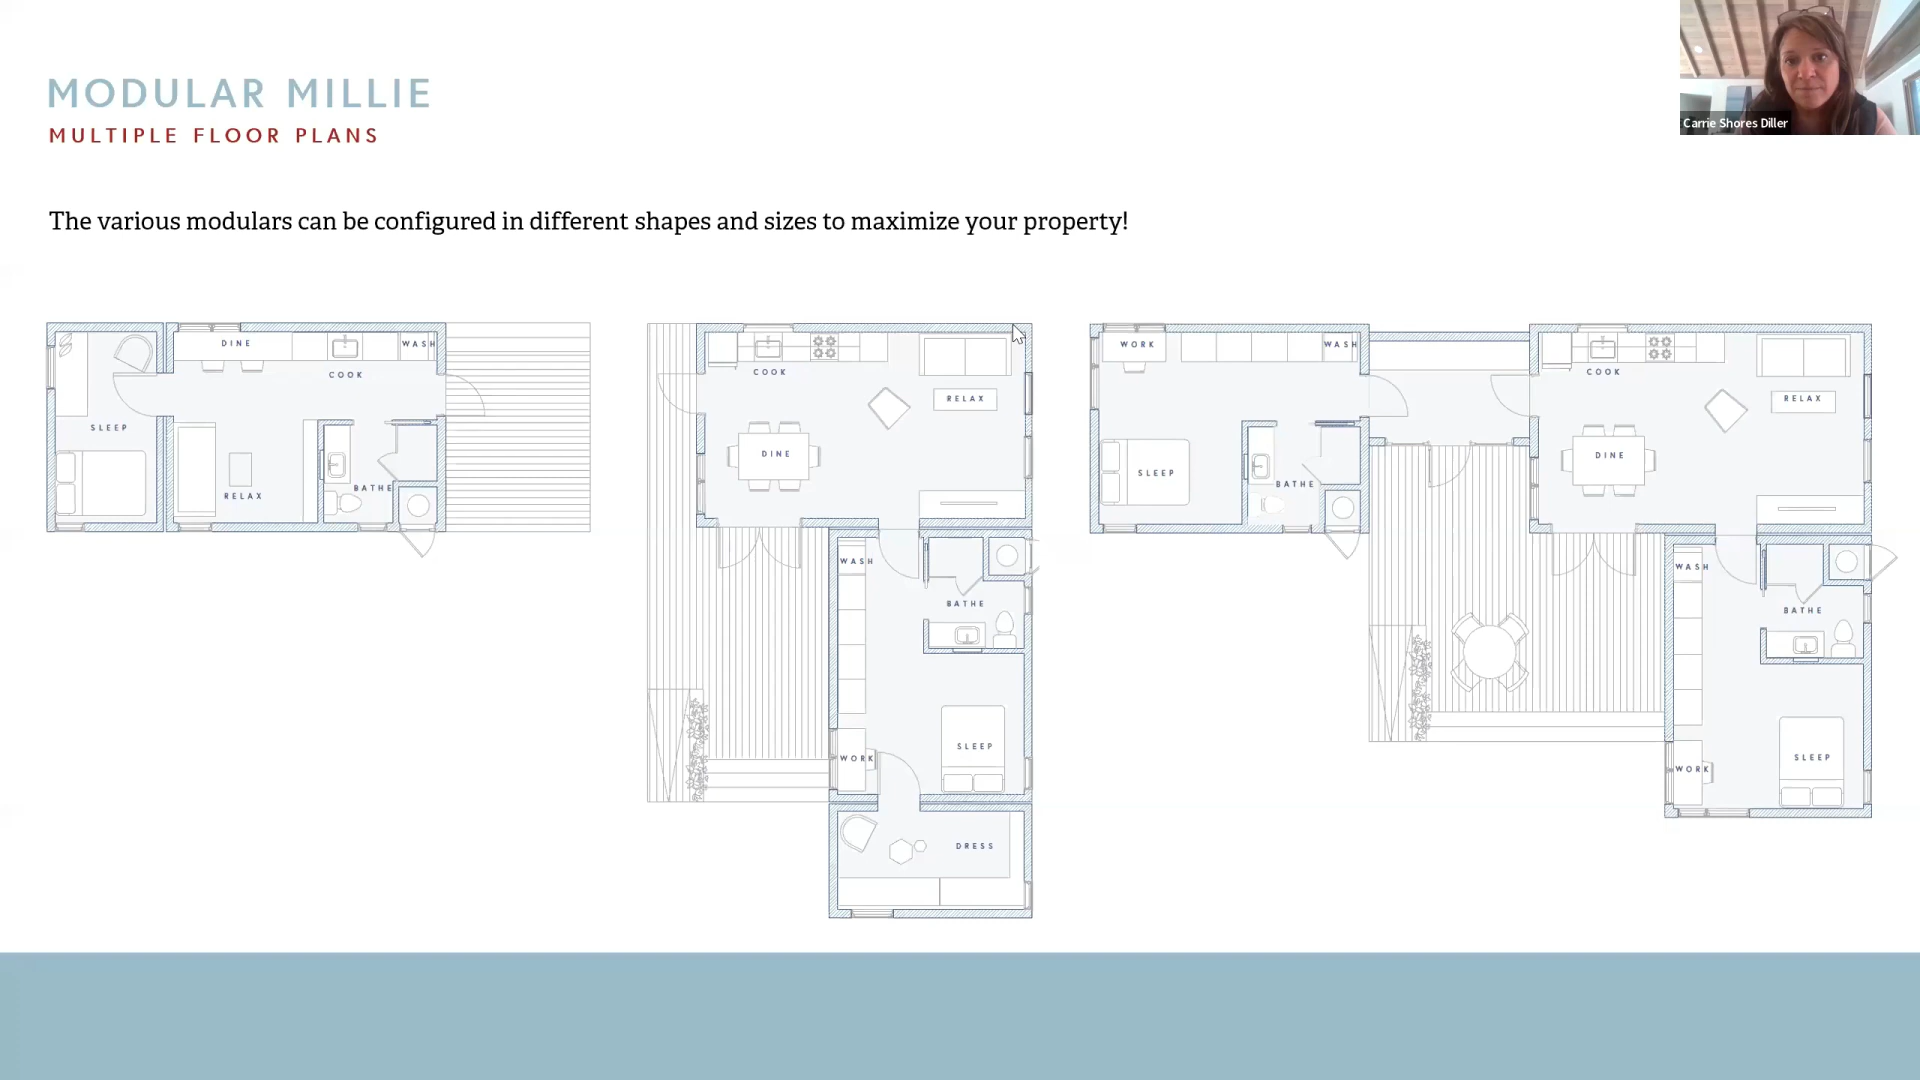 MODULAR MILLIE
MULTIPLE FLOOR PLANS
Carrie Shores Diller
The various modulars can be configured in different shapes and sizes to maximize your property!
DINE
WASH
COOK
SLEEP
RELAX
BATHE
COOK
RELAX
DINE
WASH
BATHE
SLEEP
WORK
DRESS
WORK
WASH
SLEEP
BATHE
COOK
RELAX
DINE
WASH
BATHE
SLEEP
WORK